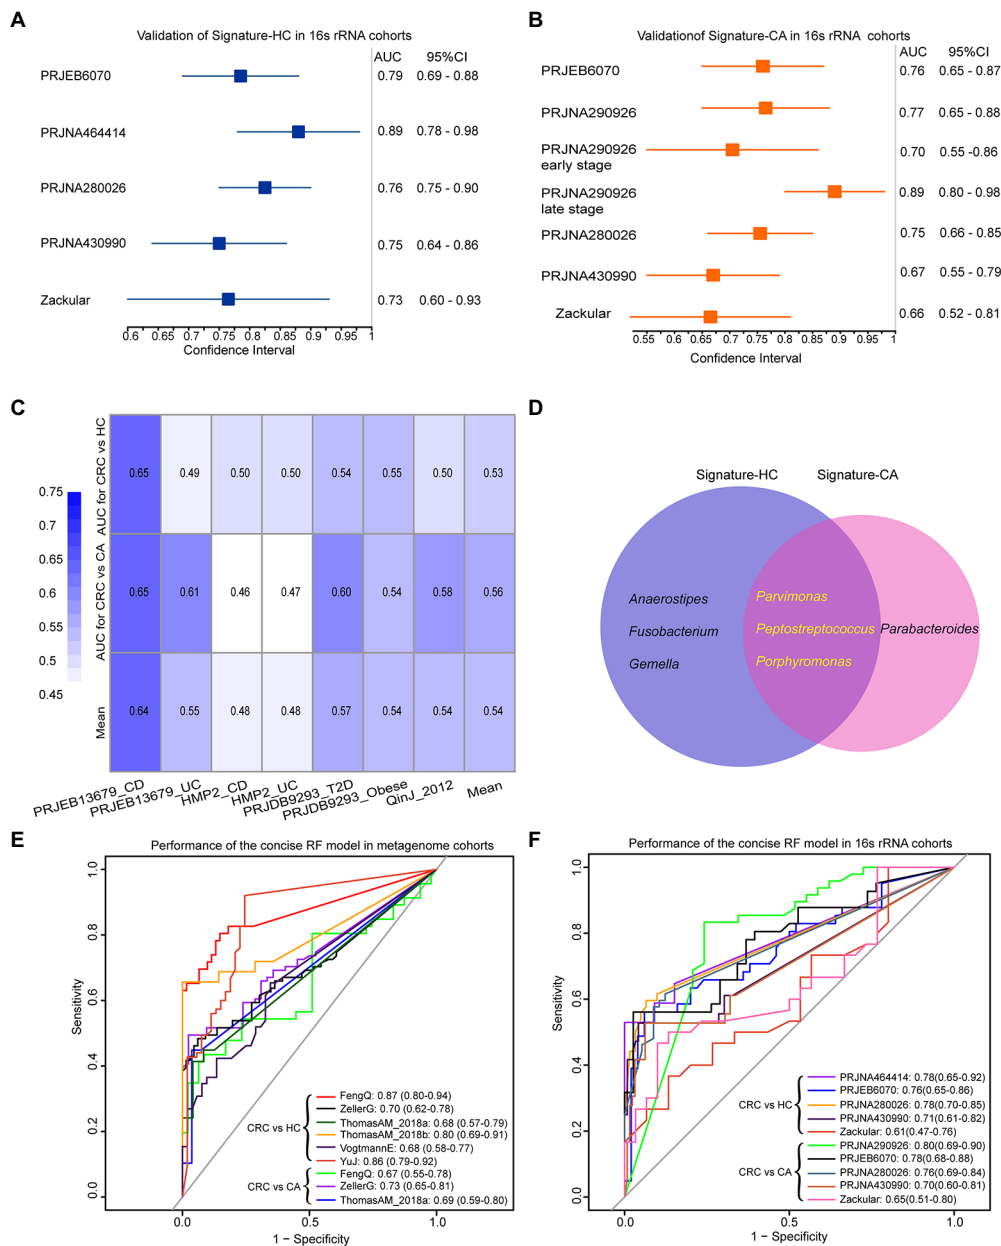 A
Validation of Signature-HC in 16s rRNA cohorts
AUC 95%CI
PRJEB6070 0.79 0.69 - 0.88
PRJNA464414 0.89 0.78 - 0.98
PRJNA280026 0.76 0.75 - 0.90
PRJNA430990 0.75 0.64 - 0.86
Zackular 0.73 0.60 - 0.93
0.6 0.65 0.7 0.75 0.8 0.85 0.9 0.95 1
Confidence Interval
B
Validationof Signature-CA in 16s rRNA cohorts
AUC 95%CI
PRJEB6070 0.76 0.65 - 0.87
PRJNA290926 0.77 0.65 - 0.88
PRJNA290926 0.70 0.55 -0.86
early stage
PRJNA290926 0.89 0.80 - 0.98
late stage
PRJNA280026 0.75 0.66 - 0.85
PRJNA430990 0.67 0.55 - 0.79
Zackular 0.66 0.52 - 0.81
0.55 0.6 0.65 0.7 0.75 0.8 0.85 0.9 0.95 1
Confidence Interval
C
0.75
0.7
0.65
0.6
0.55
0.5
0.45
AUC for CRC vs HC
0.65 0.49 0.50 0.50 0.54 0.55 0.50 0.53
AUC for CRC vs CA
0.65 0.61 0.46 0.47 0.60 0.54 0.58 0.56
Mean
0.64 0.55 0.48 0.48 0.57 0.54 0.54 0.54
PRJEB13679_CD PRJEB13679_UC HMP2_CD HMP2_UC PRJDB9293_T2D PRJDB9293_Obese QinJ_2012 Mean
D
Signature-HC Signature-CA
Anaerostipes Parvimonas
Fusobacterium Peptostreptococcus Parabacteroides
Gemella Porphyromonas
E
Performance of the concise RF model in metagenome cohorts
1.0
0.8
0.6
0.4
0.2
0.0
Sensitivity
CRC vs HC
FengQ: 0.87 (0.80-0.94)
ZellerG: 0.70 (0.62-0.78)
ThomasAM_2018a: 0.68 (0.57-0.79)
ThomasAM_2018b: 0.80 (0.69-0.91)
VogtmannE: 0.68 (0.58-0.77)
YuJ: 0.86 (0.79-0.92)
CRC vs CA
FengQ: 0.67 (0.55-0.78)
ZellerG: 0.73 (0.65-0.81)
ThomasAM_2018a: 0.69 (0.59-0.80)
0.0 0.5 1.0
1 − Specificity
F
Performance of the concise RF model in 16s rRNA cohorts
1.0
0.8
0.6
0.4
0.2
0.0
Sensitivity
CRC vs HC
PRJNA464414: 0.78(0.65-0.92)
PRJEB6070: 0.76(0.65-0.86)
PRJNA280026: 0.78(0.70-0.85)
PRJNA430990: 0.71(0.61-0.82)
Zackular: 0.61(0.47-0.76)
CRC vs CA
PRJNA290926: 0.80(0.69-0.90)
PRJEB6070: 0.78(0.68-0.88)
PRJNA280026: 0.76(0.69-0.84)
PRJNA430990: 0.70(0.60-0.81)
Zackular: 0.65(0.51-0.80)
0.0 0.5 1.0
1 − Specificity